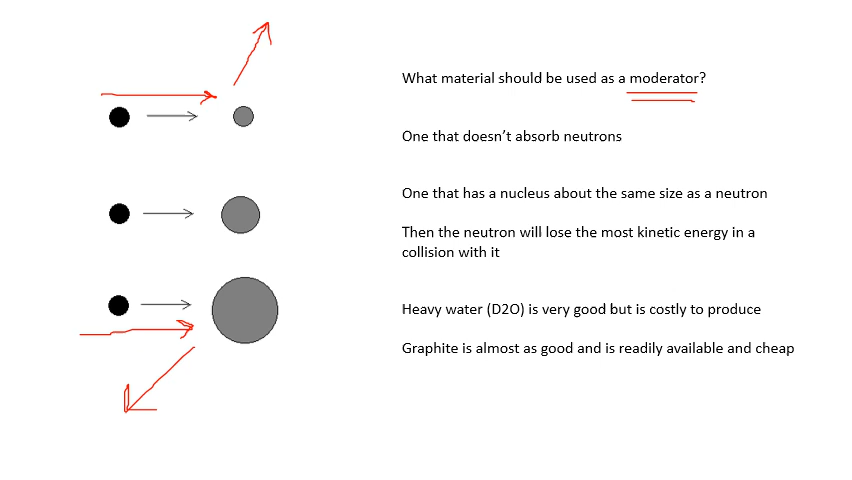 What material should be used as a moderator?
One that doesn’t absorb neutrons
One that has a nucleus about the same size as a neutron
Then the neutron will lose the most kinetic energy in a
collision with it
Heavy water (D2O) is very good but is costly to produce
Graphite is almost as good and is readily available and cheap